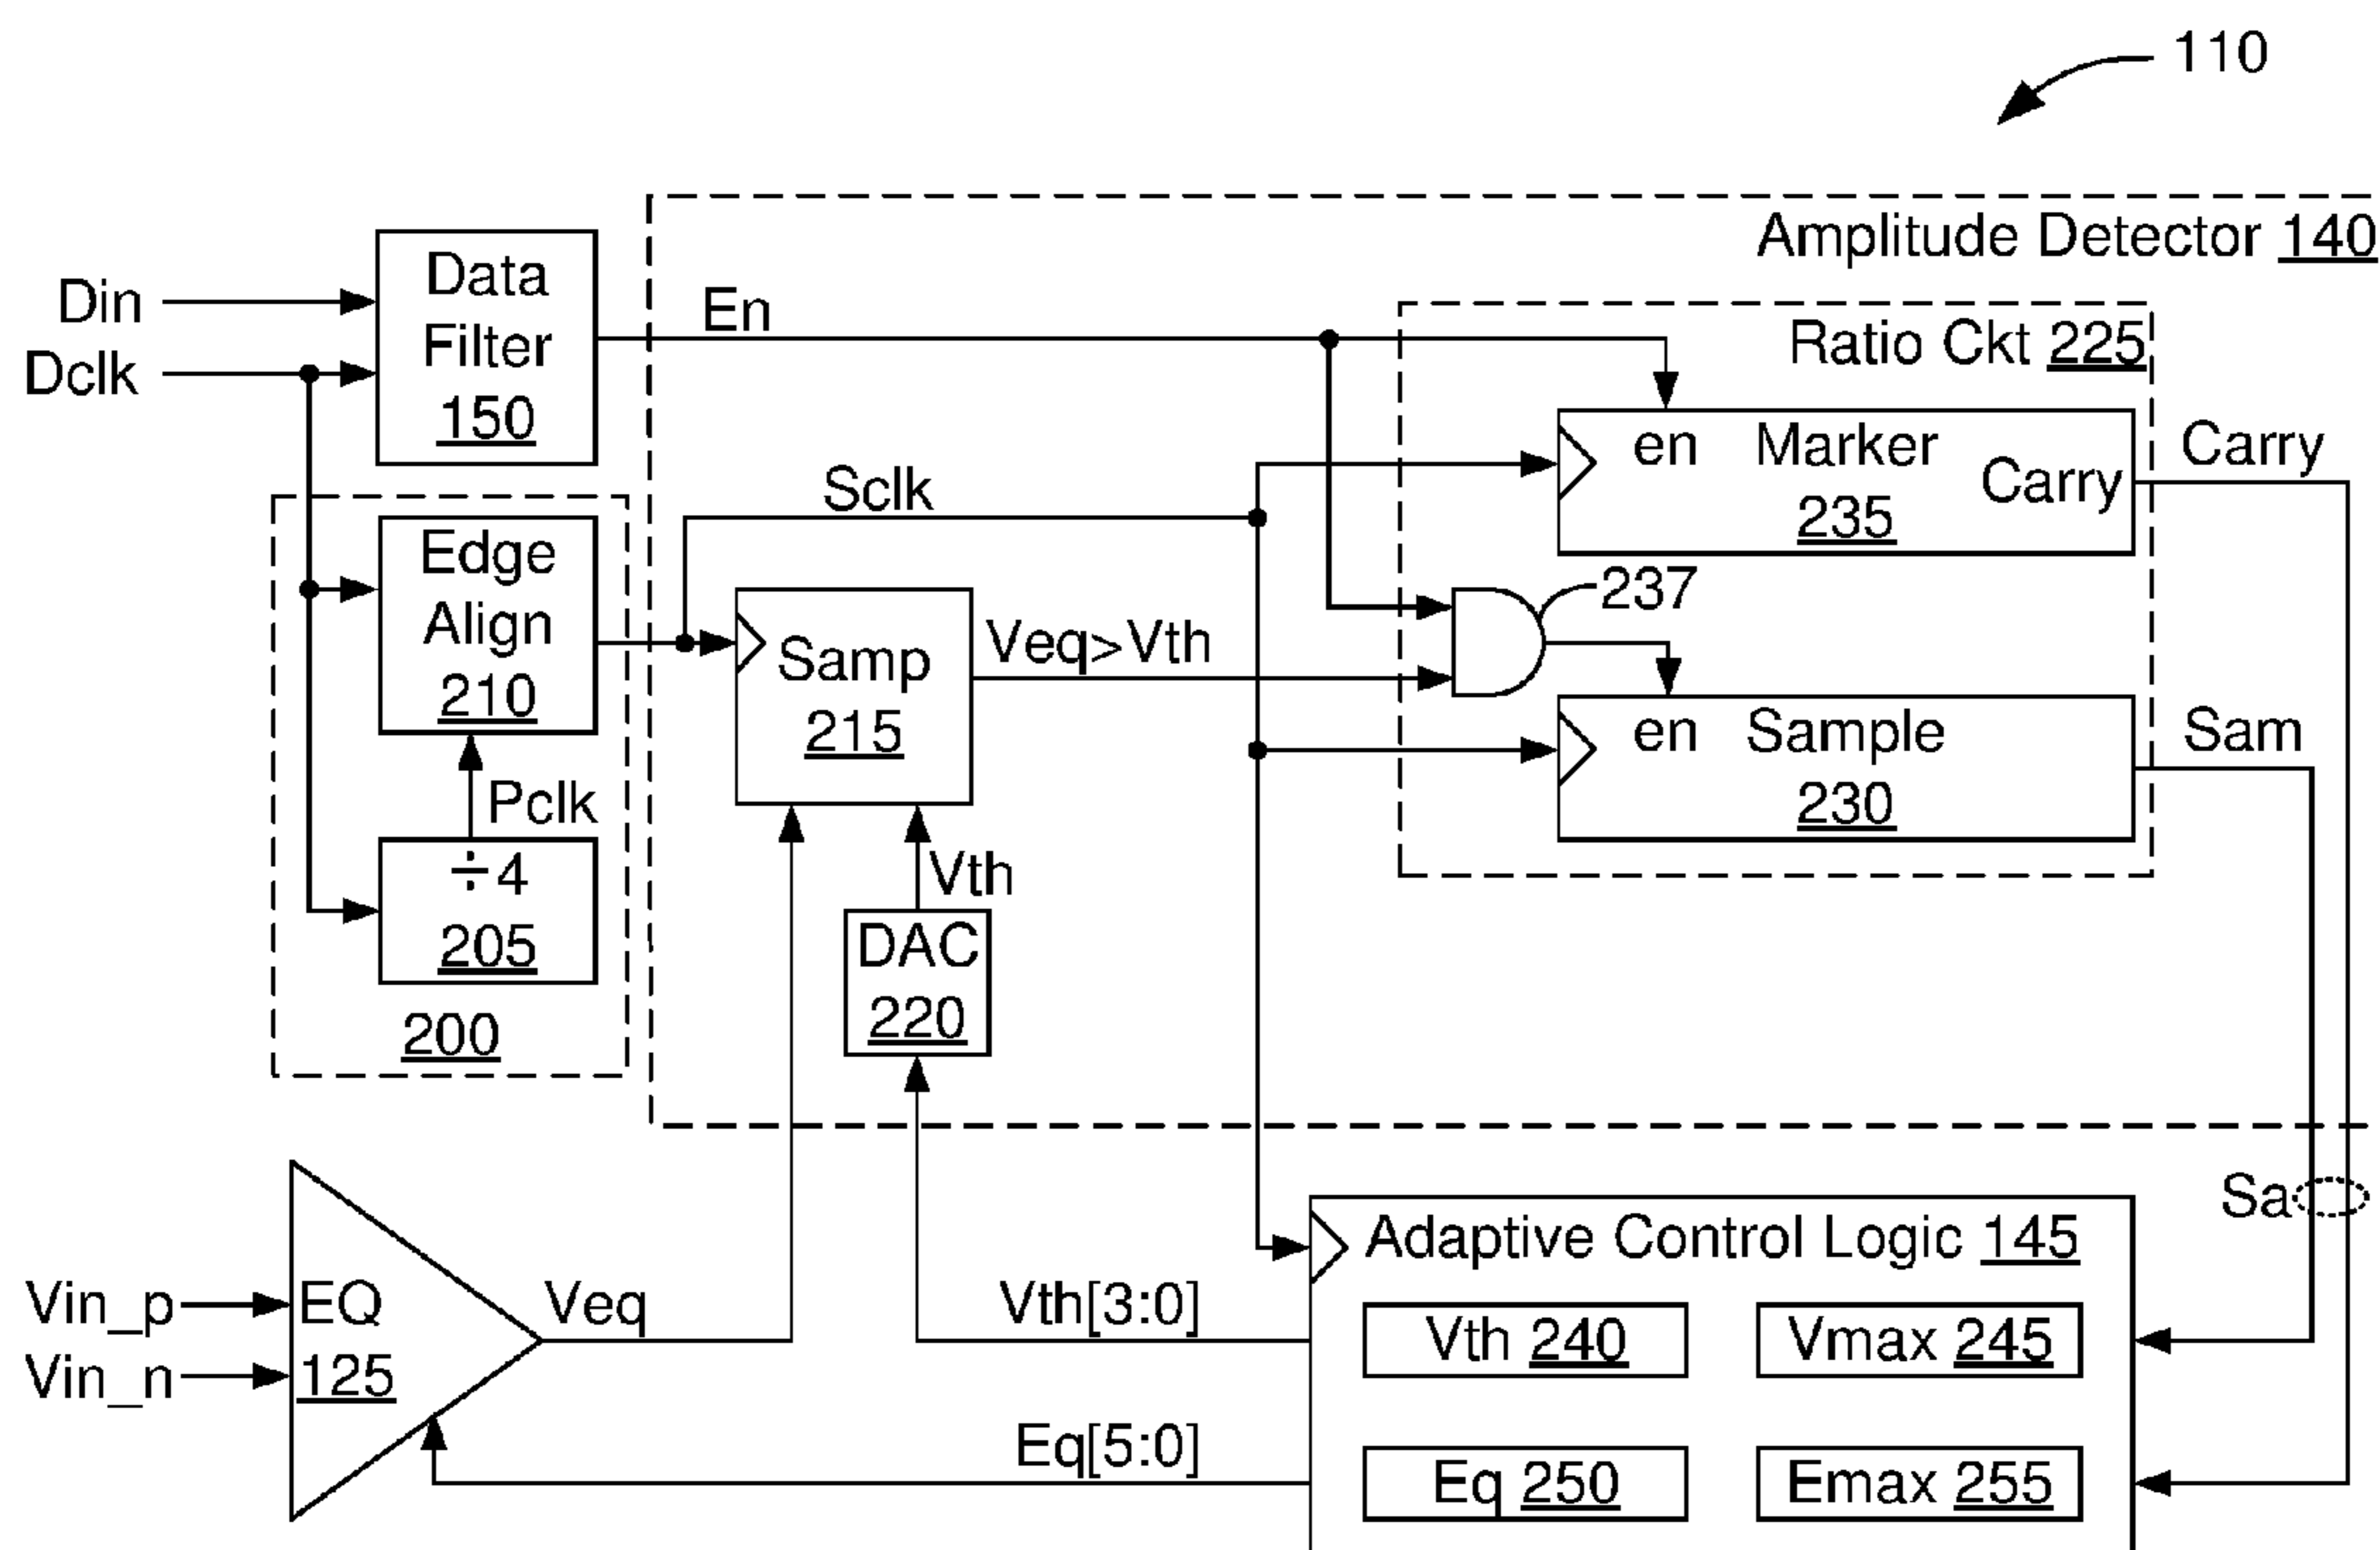 110
Amplitude Detector 140
Din
Dclk
Data
Filter
150
En
Ratio Ckt 225
en Marker
Carry
235
Carry
Sclk
Edge
Align
210
Samp
215
Veq>Vth
237
en Sample
230
Sam
Pclk
÷4
205
200
Vth
DAC
220
Sa
Adaptive Control Logic 145
Vin_p
Vin_n
EQ
125
Veq
Vth[3:0]
Vth 240
Vmax 245
Eq[5:0]
Eq 250
Emax 255